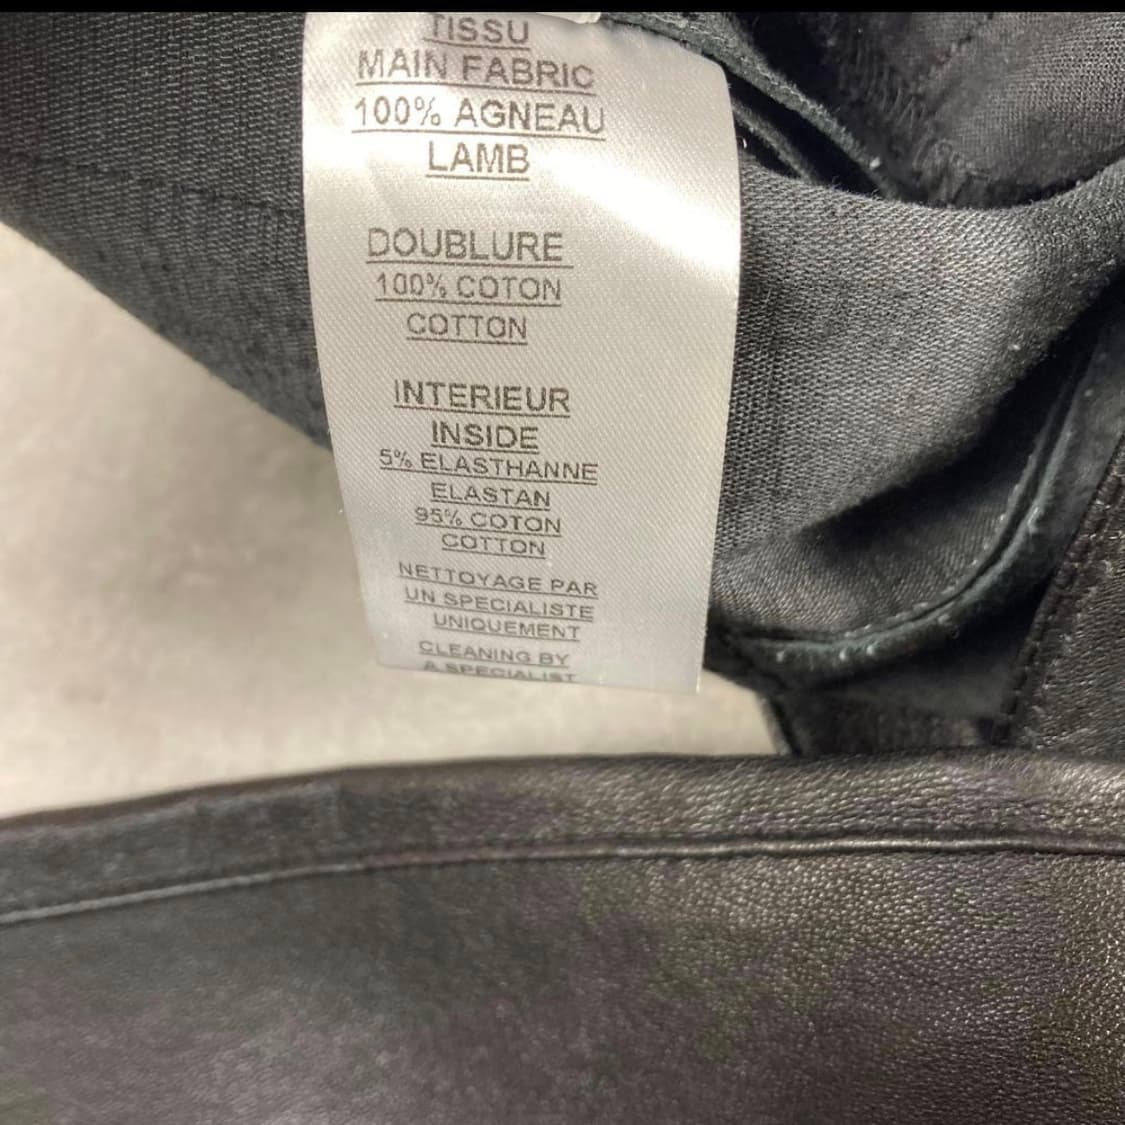 TISSU
MAIN FABRIC
100% AGNEAU
LAMB
DOUBLURE
100% COTON
COTTON
INTERIEUR
INSIDE
5% ELASTHANNE
ELASTAN
95% COTON
COTTON
NETTOYAGE PAR
UN SPECIALISTE
UNIQUEMENT
CLEANING BY
A SPECIALIST